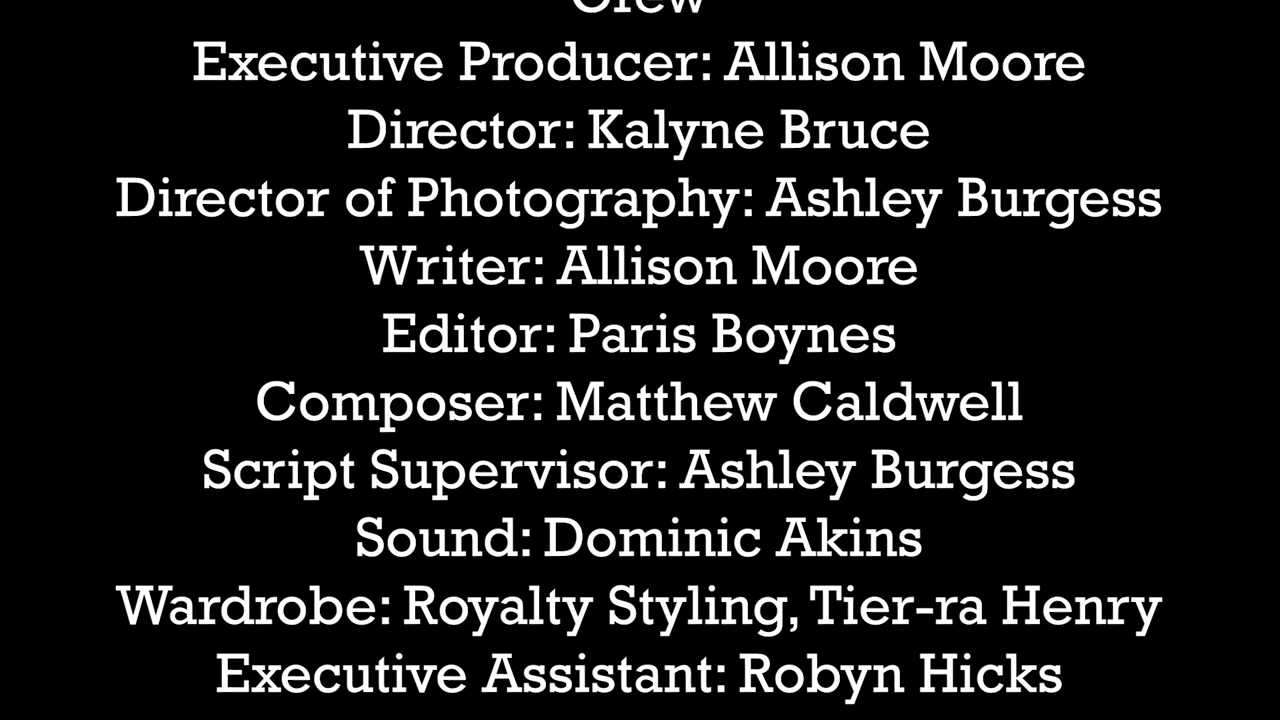 Crew
Executive Producer: Allison Moore
Director: Kalyne Bruce
Director of Photography: Ashley Burgess
Writer: Allison Moore
Editor: Paris Boynes
Composer: Matthew Caldwell
Script Supervisor: Ashley Burgess
Sound: Dominic Akins
Wardrobe: Royalty Styling, Tier-ra Henry
Executive Assistant: Robyn Hicks